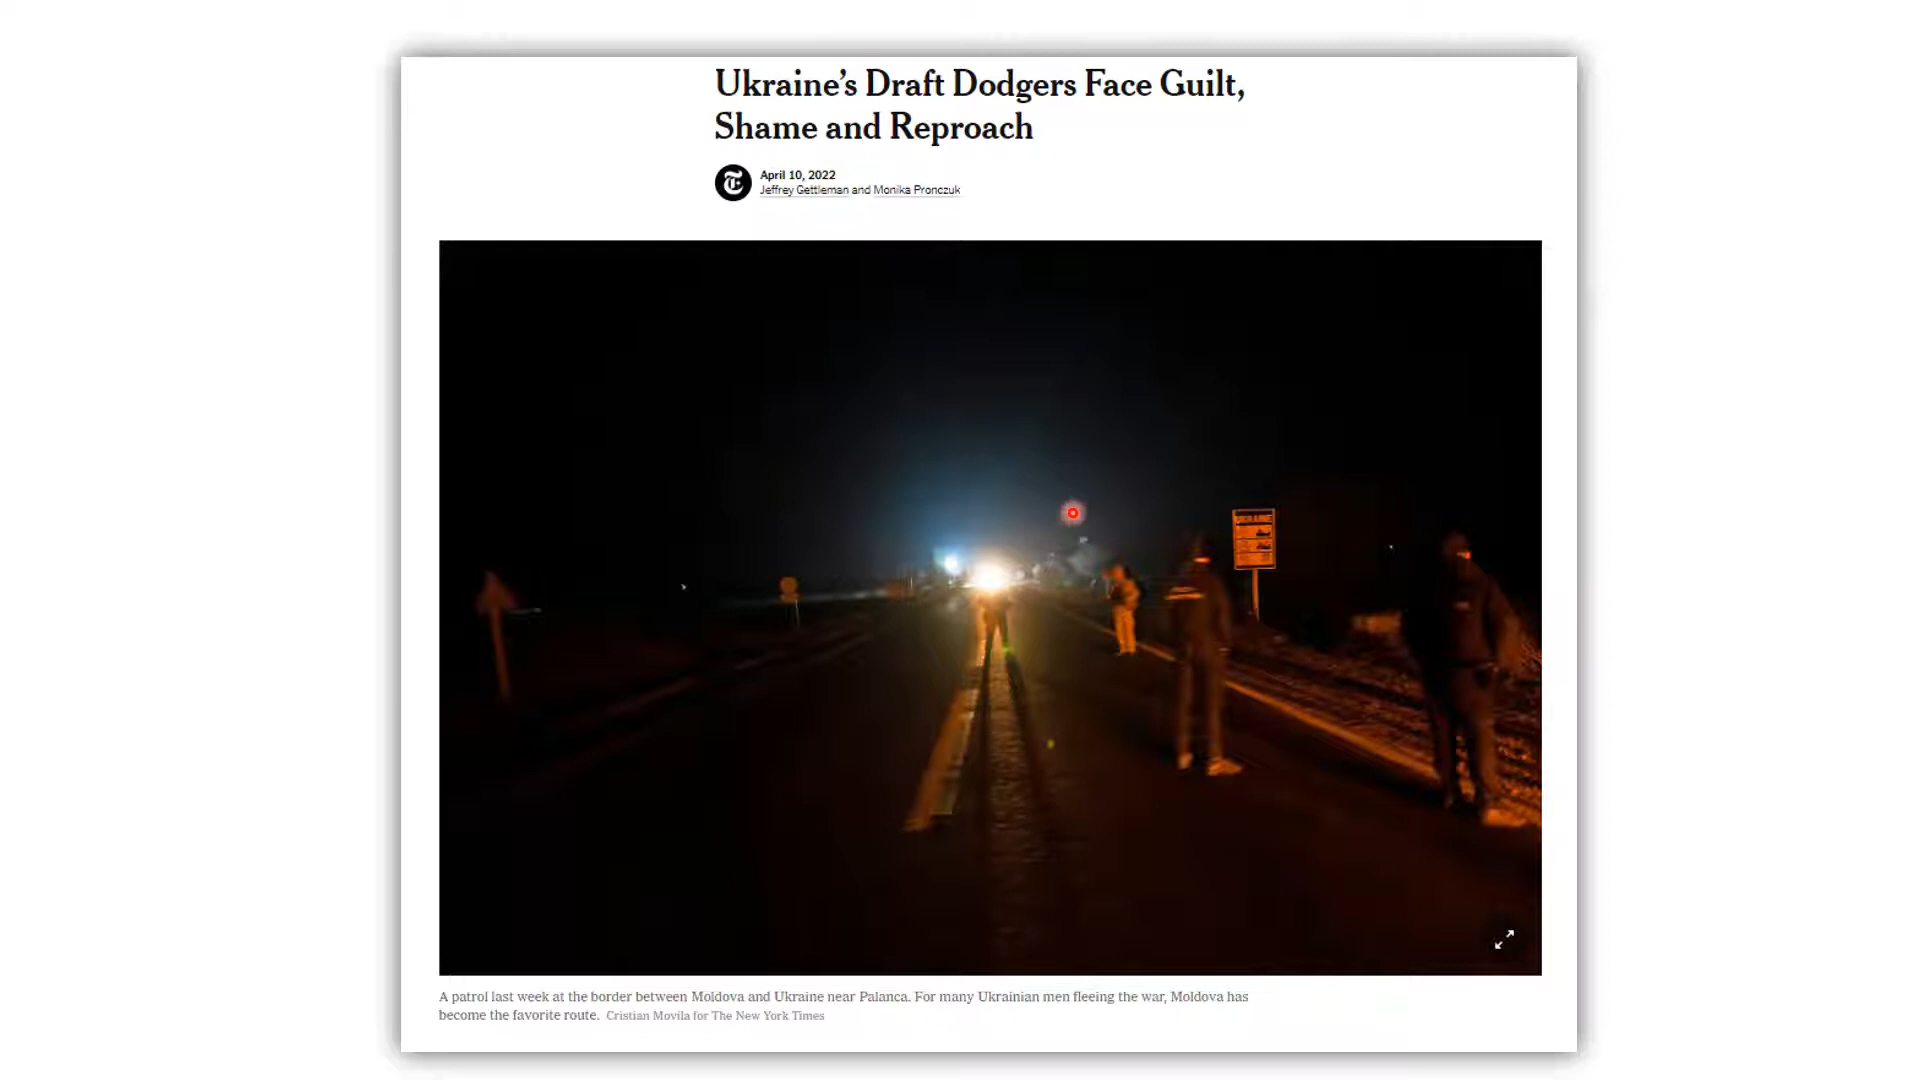 Ukraine’s Draft Dodgers Face Guilt,
Shame and Reproach
April 10, 2022
Jeffrey Gettleman and Monika Pronczuk
A patrol last week at the border between Moldova and Ukraine near Palanca. For many Ukrainian men fleeing the war, Moldova has
become the favorite route. Cristian Movila for The New York Times